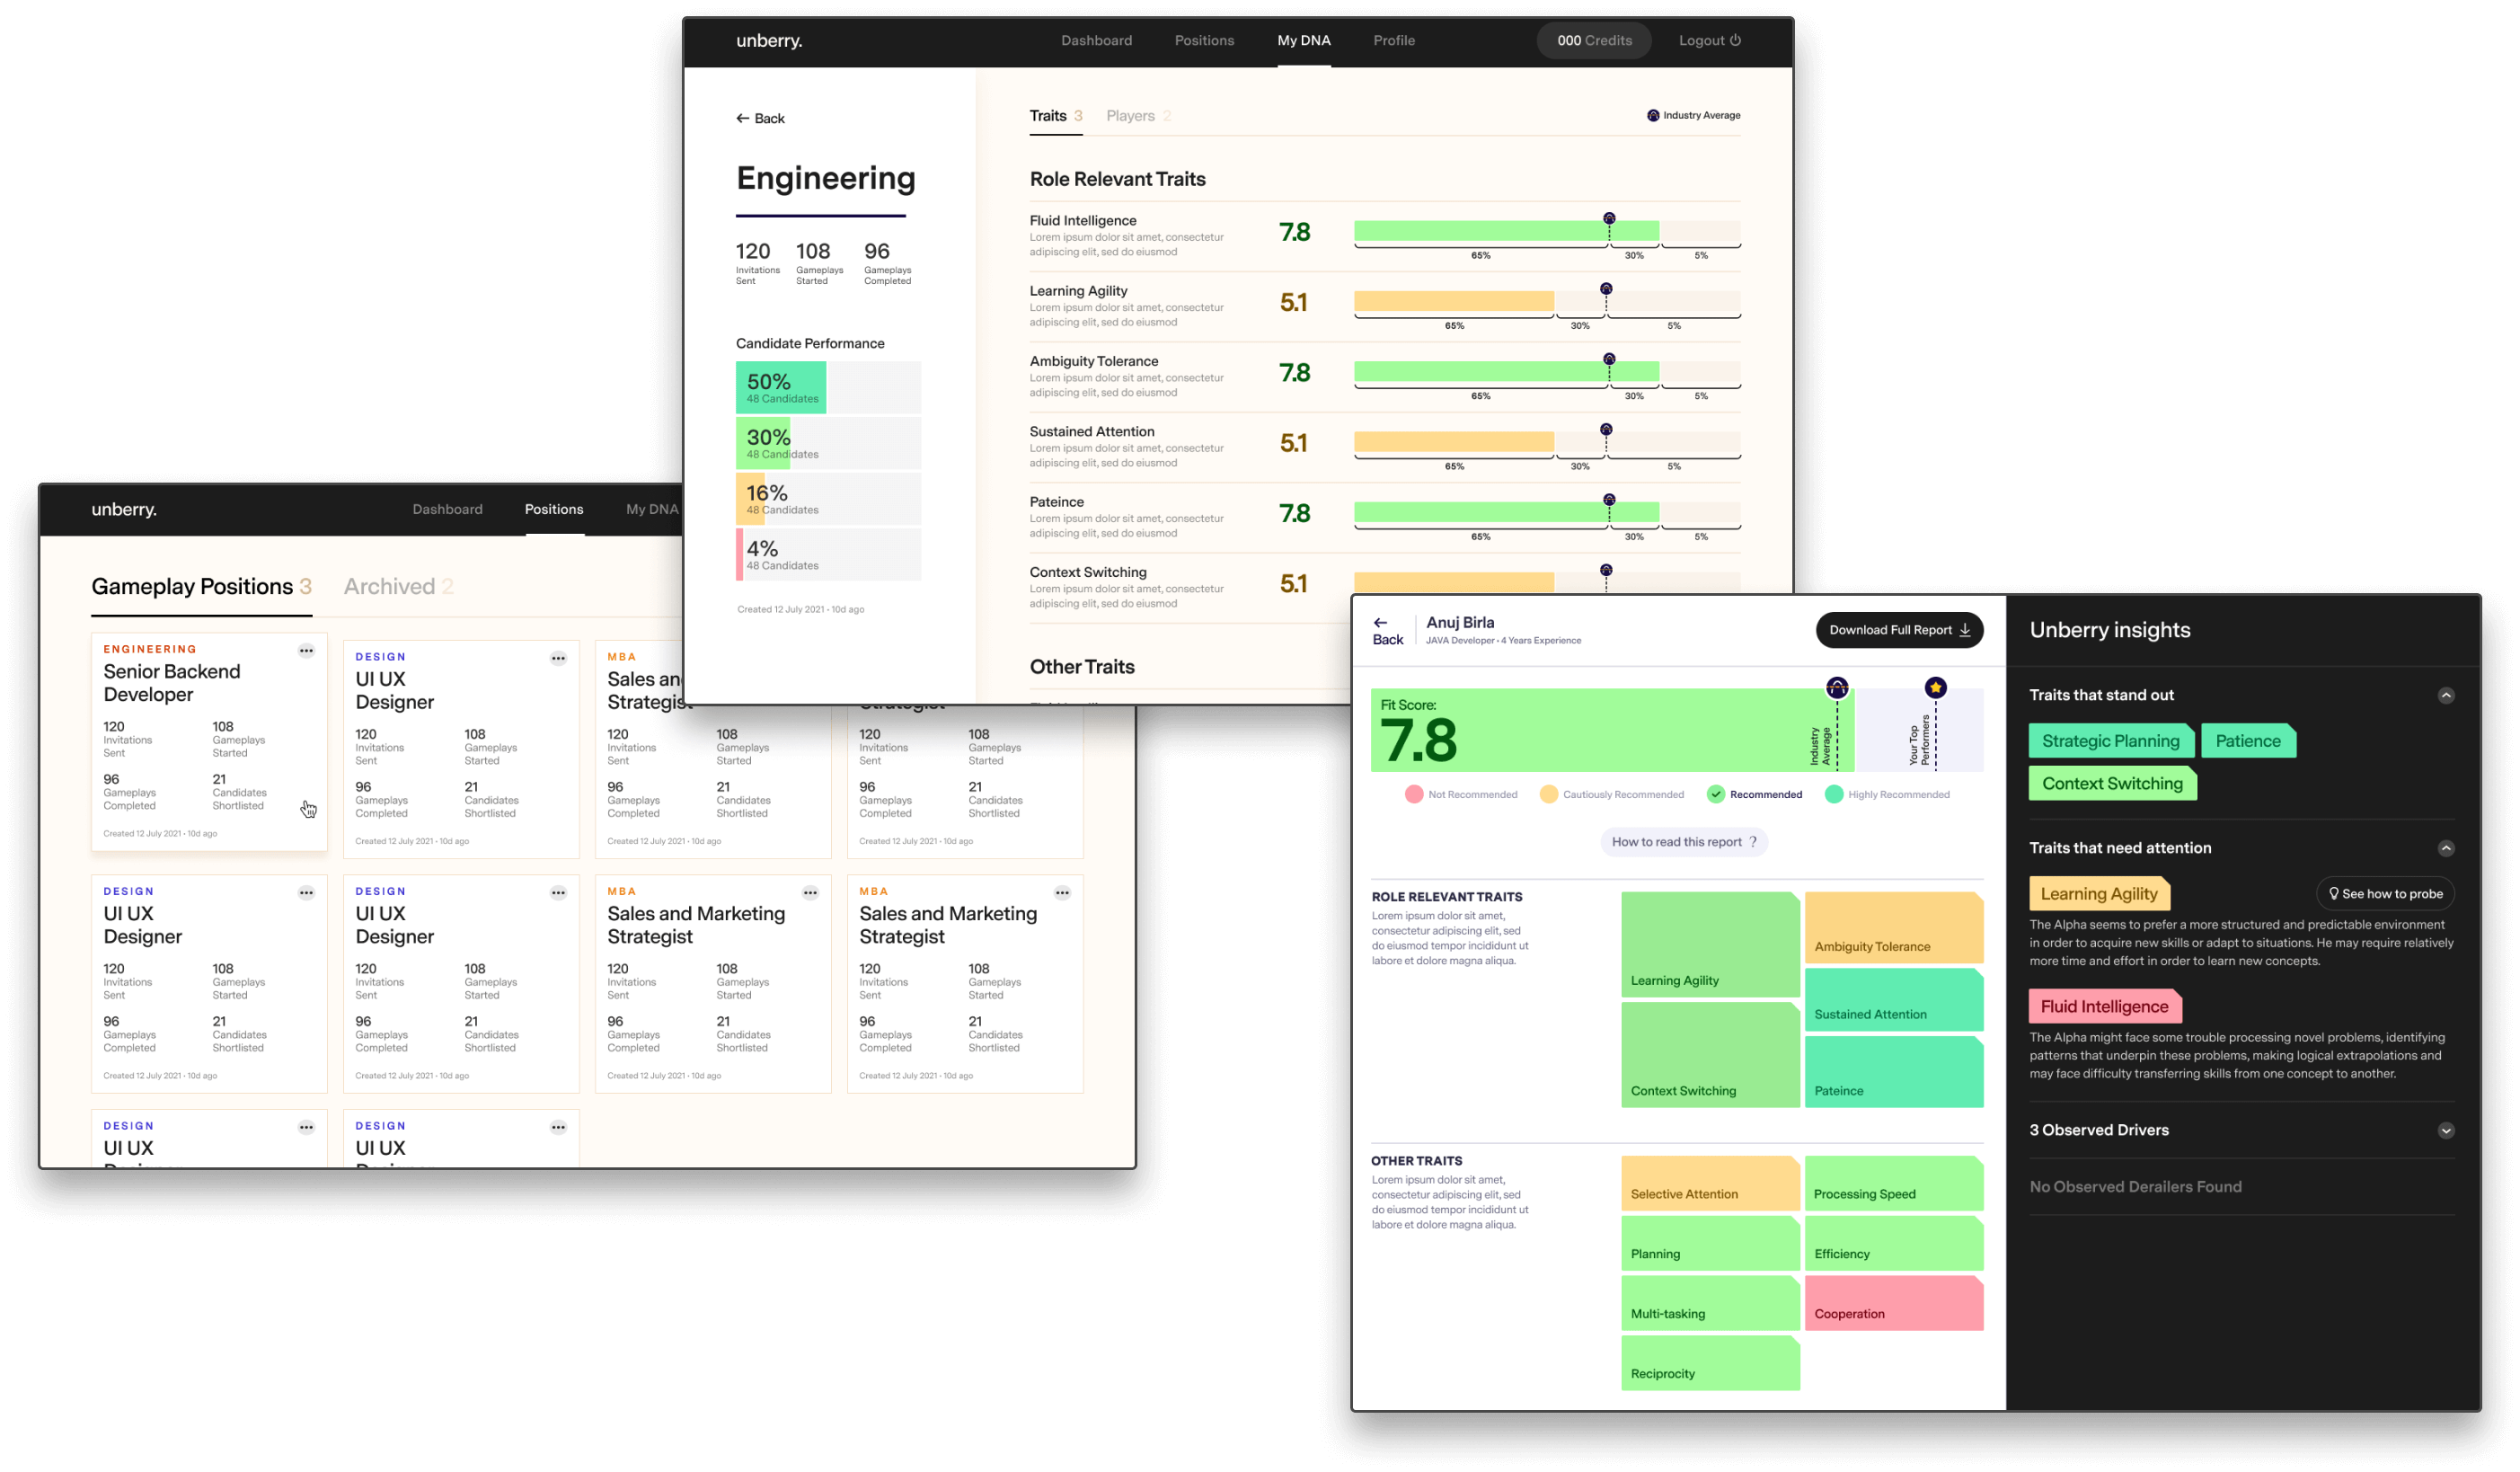 unberry.
Dashboard
Positions
My DNA
Profile
000 Credits
Logout
Back
Engineering
120
Invitations
Sent
108
Gameplays
Started
96
Gameplays
Completed
Candidate Performance
50%
48 Candidates
30%
48 Candidates
16%
48 Candidates
4%
48 Candidates
Created 12 July 2021 • 10d ago
Traits 3
Players 2
Industry Average
Role Relevant Traits
Fluid Intelligence
Lorem ipsum dolor sit amet, consectetur
adipiscing elit, sed do eiusmod
7.8
65%
30%
5%
Learning Agility
Lorem ipsum dolor sit amet, consectetur
adipiscing elit, sed do eiusmod
5.1
65%
30%
5%
Ambiguity Tolerance
Lorem ipsum dolor sit amet, consectetur
adipiscing elit, sed do eiusmod
7.8
65%
30%
5%
Sustained Attention
Lorem ipsum dolor sit amet, consectetur
adipiscing elit, sed do eiusmod
5.1
65%
30%
5%
Pateince
Lorem ipsum dolor sit amet, consectetur
adipiscing elit, sed do eiusmod
7.8
65%
30%
5%
Context Switching
Lorem ipsum dolor sit amet, consectetur
adipiscing elit, sed do eiusmod
5.1
Other Traits
unberry.
Dashboard
Positions
My DNA
Gameplay Positions 3
Archived 2
ENGINEERING
Senior Backend
Developer
120
Invitations
Sent
108
Gameplays
Started
96
Gameplays
Completed
21
Candidates
Shortlisted
Created 12 July 2021 • 10d ago
DESIGN
UI UX
Designer
120
Invitations
Sent
108
Gameplays
Started
96
Gameplays
Completed
21
Candidates
Shortlisted
Created 12 July 2021 • 10d ago
MBA
Sales an
Strategist
120
Invitations
Sent
108
Gameplays
Started
96
Gameplays
Completed
21
Candidates
Shortlisted
Created 12 July 2021 • 10d ago
Strategist
120
Invitations
Sent
108
Gameplays
Started
96
Gameplays
Completed
21
Candidates
Shortlisted
Created 12 July 2021 • 10d ago
DESIGN
UI UX
Designer
120
Invitations
Sent
108
Gameplays
Started
96
Gameplays
Completed
21
Candidates
Shortlisted
Created 12 July 2021 • 10d ago
DESIGN
UI UX
Designer
120
Invitations
Sent
108
Gameplays
Started
96
Gameplays
Completed
21
Candidates
Shortlisted
Created 12 July 2021 • 10d ago
MBA
Sales and Marketing
Strategist
120
Invitations
Sent
108
Gameplays
Started
96
Gameplays
Completed
21
Candidates
Shortlisted
Created 12 July 2021 • 10d ago
MBA
Sales and Marketing
Strategist
120
Invitations
Sent
108
Gameplays
Started
96
Gameplays
Completed
21
Candidates
Shortlisted
Created 12 July 2021 • 10d ago
DESIGN
UI UX
DESIGN
UI UX
Back
Anuj Birla
JAVA Developer • 4 Years Experience
Download Full Report
Fit Score:
7.8
Industry
Average
Your Top
Performers
Not Recommended
Cautiously Recommended
Recommended
Highly Recommended
How to read this report ?
ROLE RELEVANT TRAITS
Lorem ipsum dolor sit amet,
consectetur adipiscing elit, sed
do eiusmod tempor incididunt ut
labore et dolore magna aliqua.
Learning Agility
Ambiguity Tolerance
Sustained Attention
Context Switching
Pateince
OTHER TRAITS
Lorem ipsum dolor sit amet,
consectetur adipiscing elit, sed
do eiusmod tempor incididunt ut
labore et dolore magna aliqua.
Selective Attention
Processing Speed
Planning
Efficiency
Multi-tasking
Cooperation
Reciprocity
Unberry insights
Traits that stand out
Strategic Planning
Patience
Context Switching
Traits that need attention
Learning Agility
See how to probe
The Alpha seems to prefer a more structured and predictable environment
in order to acquire new skills or adapt to situations. He may require relatively
more time and effort in order to learn new concepts.
Fluid Intelligence
The Alpha might face some trouble processing novel problems, identifying
patterns that underpin these problems, making logical extrapolations and
may face difficulty transferring skills from one concept to another.
3 Observed Drivers
No Observed Derailers Found